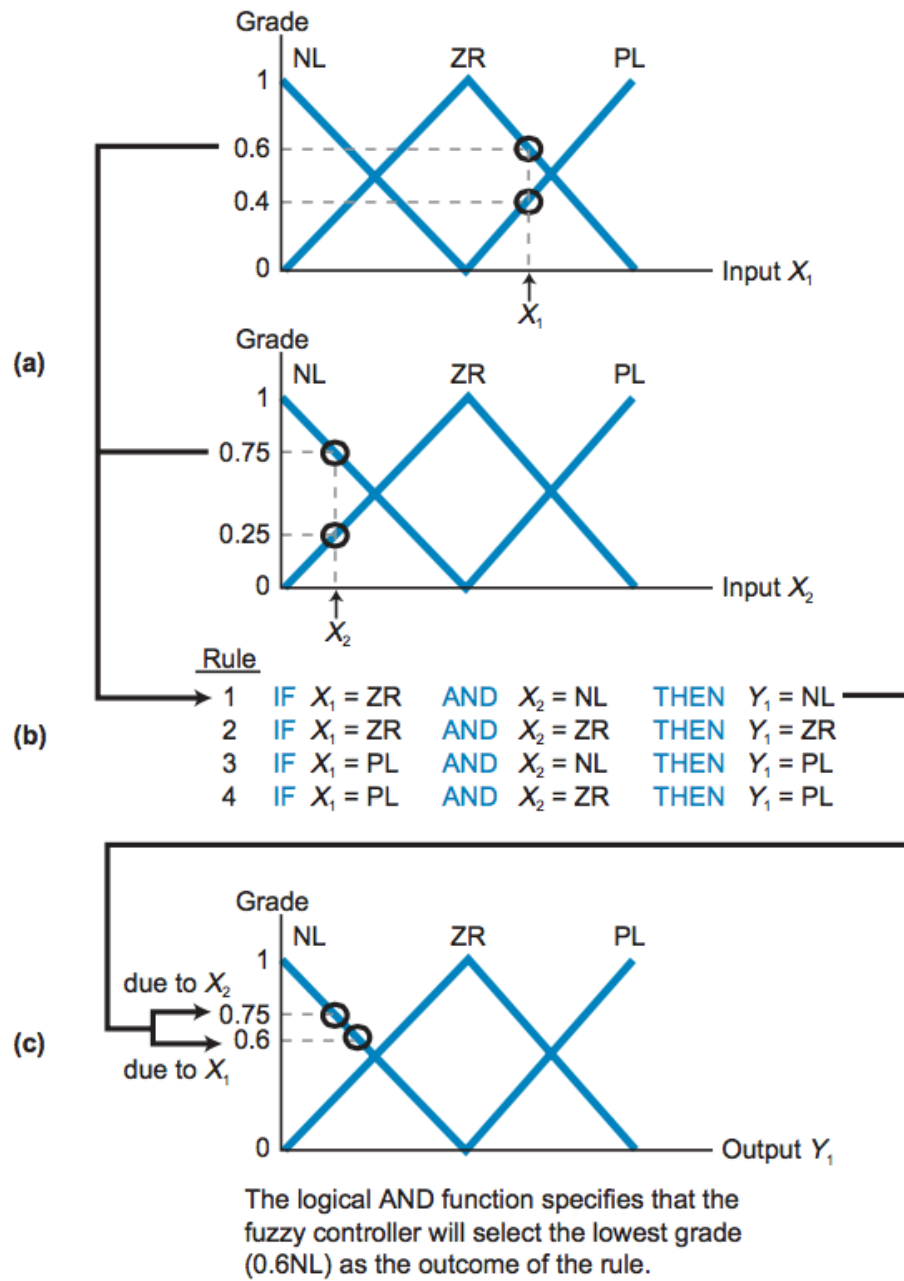 Grade
NL ZR PL
1
0.6
0.4
0
Input X₁
X₁
(a)
Grade
NL ZR PL
1
0.75
0.25
0
Input X₂
X₂
Rule
(b)
1 IF X₁ = ZR AND X₂ = NL THEN Y₁ = NL
2 IF X₁ = ZR AND X₂ = ZR THEN Y₁ = ZR
3 IF X₁ = PL AND X₂ = NL THEN Y₁ = PL
4 IF X₁ = PL AND X₂ = ZR THEN Y₁ = PL
Grade
NL ZR PL
1
due to X₂
0.75
(c)
0.6
due to X₁
0
Output Y₁
The logical AND function specifies that the
fuzzy controller will select the lowest grade
(0.6NL) as the outcome of the rule.